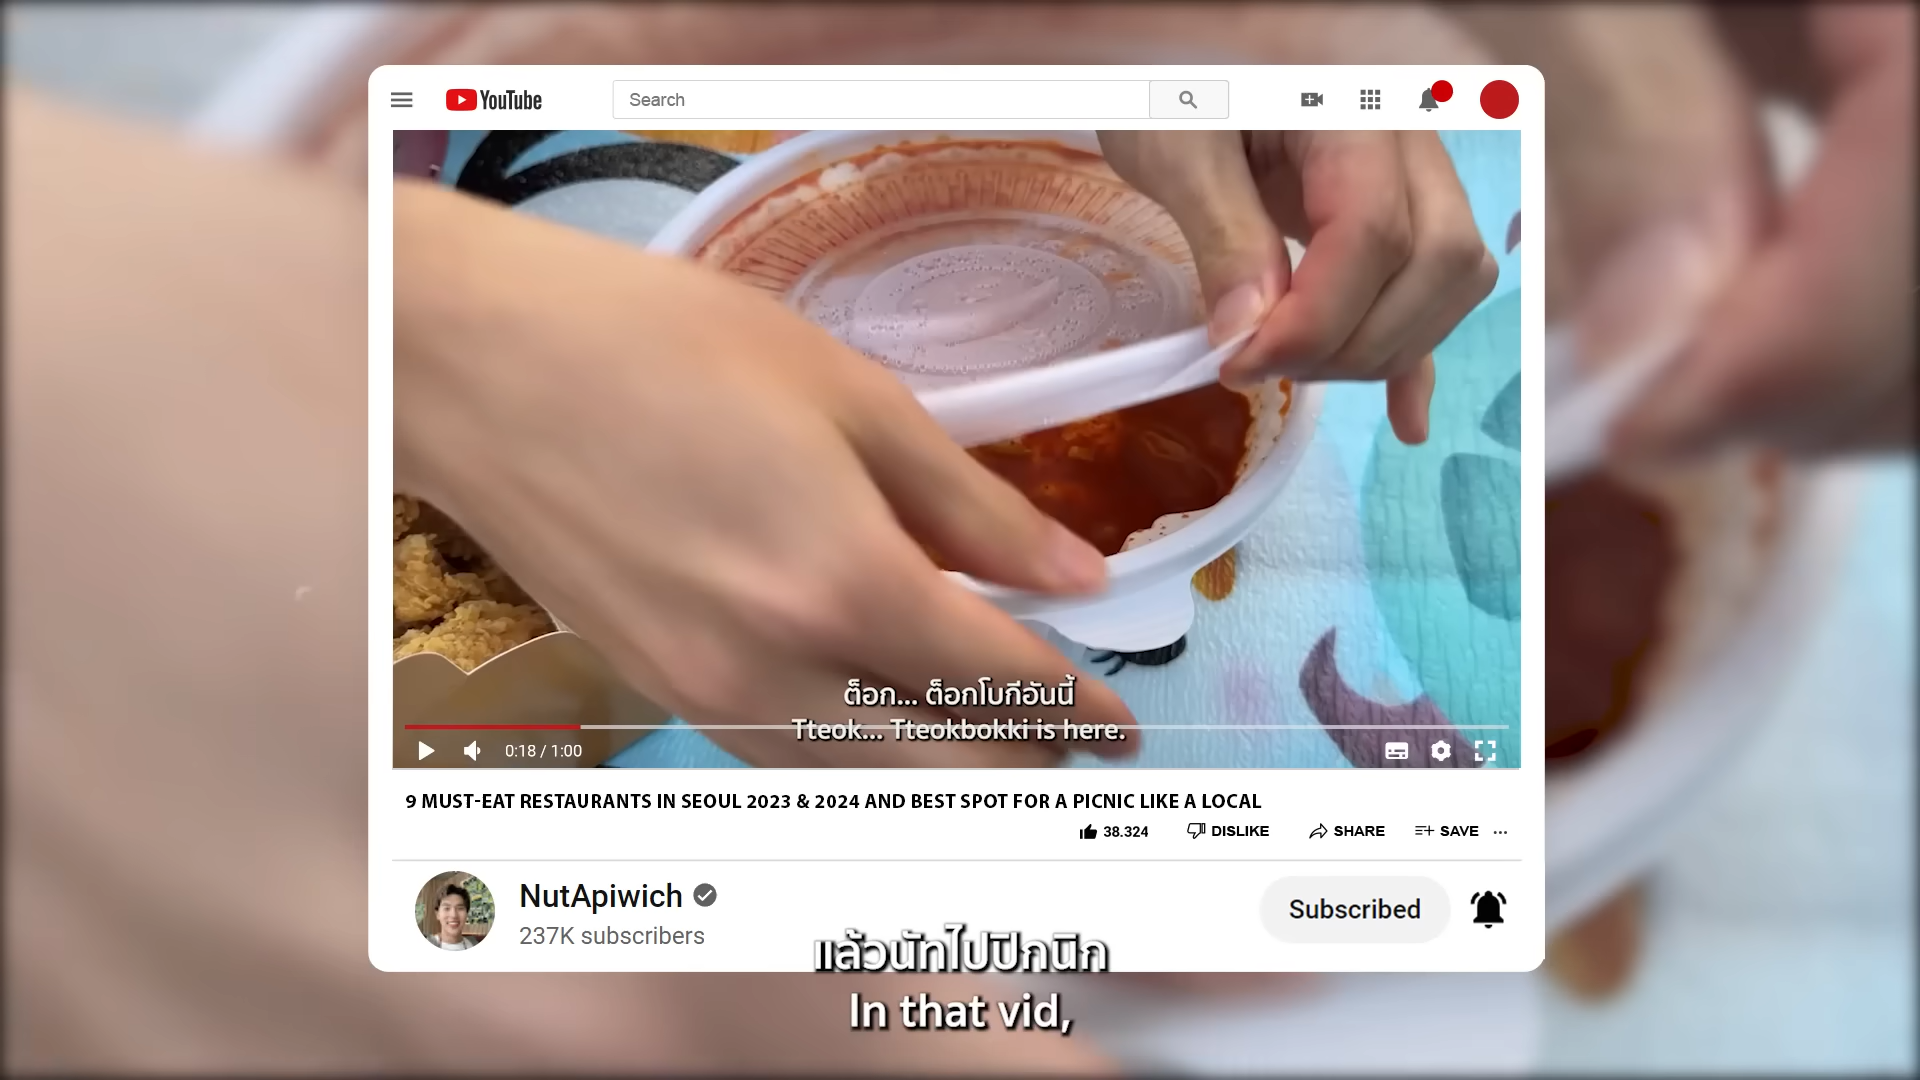 YouTube
Search
ต็อก... ต็อกโบกีอันนี้
Tteok... Tteokbokki is here.
0:18 / 1:00
9 MUST-EAT RESTAURANTS IN SEOUL 2023 & 2024 AND BEST SPOT FOR A PICNIC LIKE A LOCAL
38.324 DISLIKE SHARE SAVE ...
NutApiwich
237K subscribers
Subscribed
แล้วนัทไปปิกนิก
In that vid,